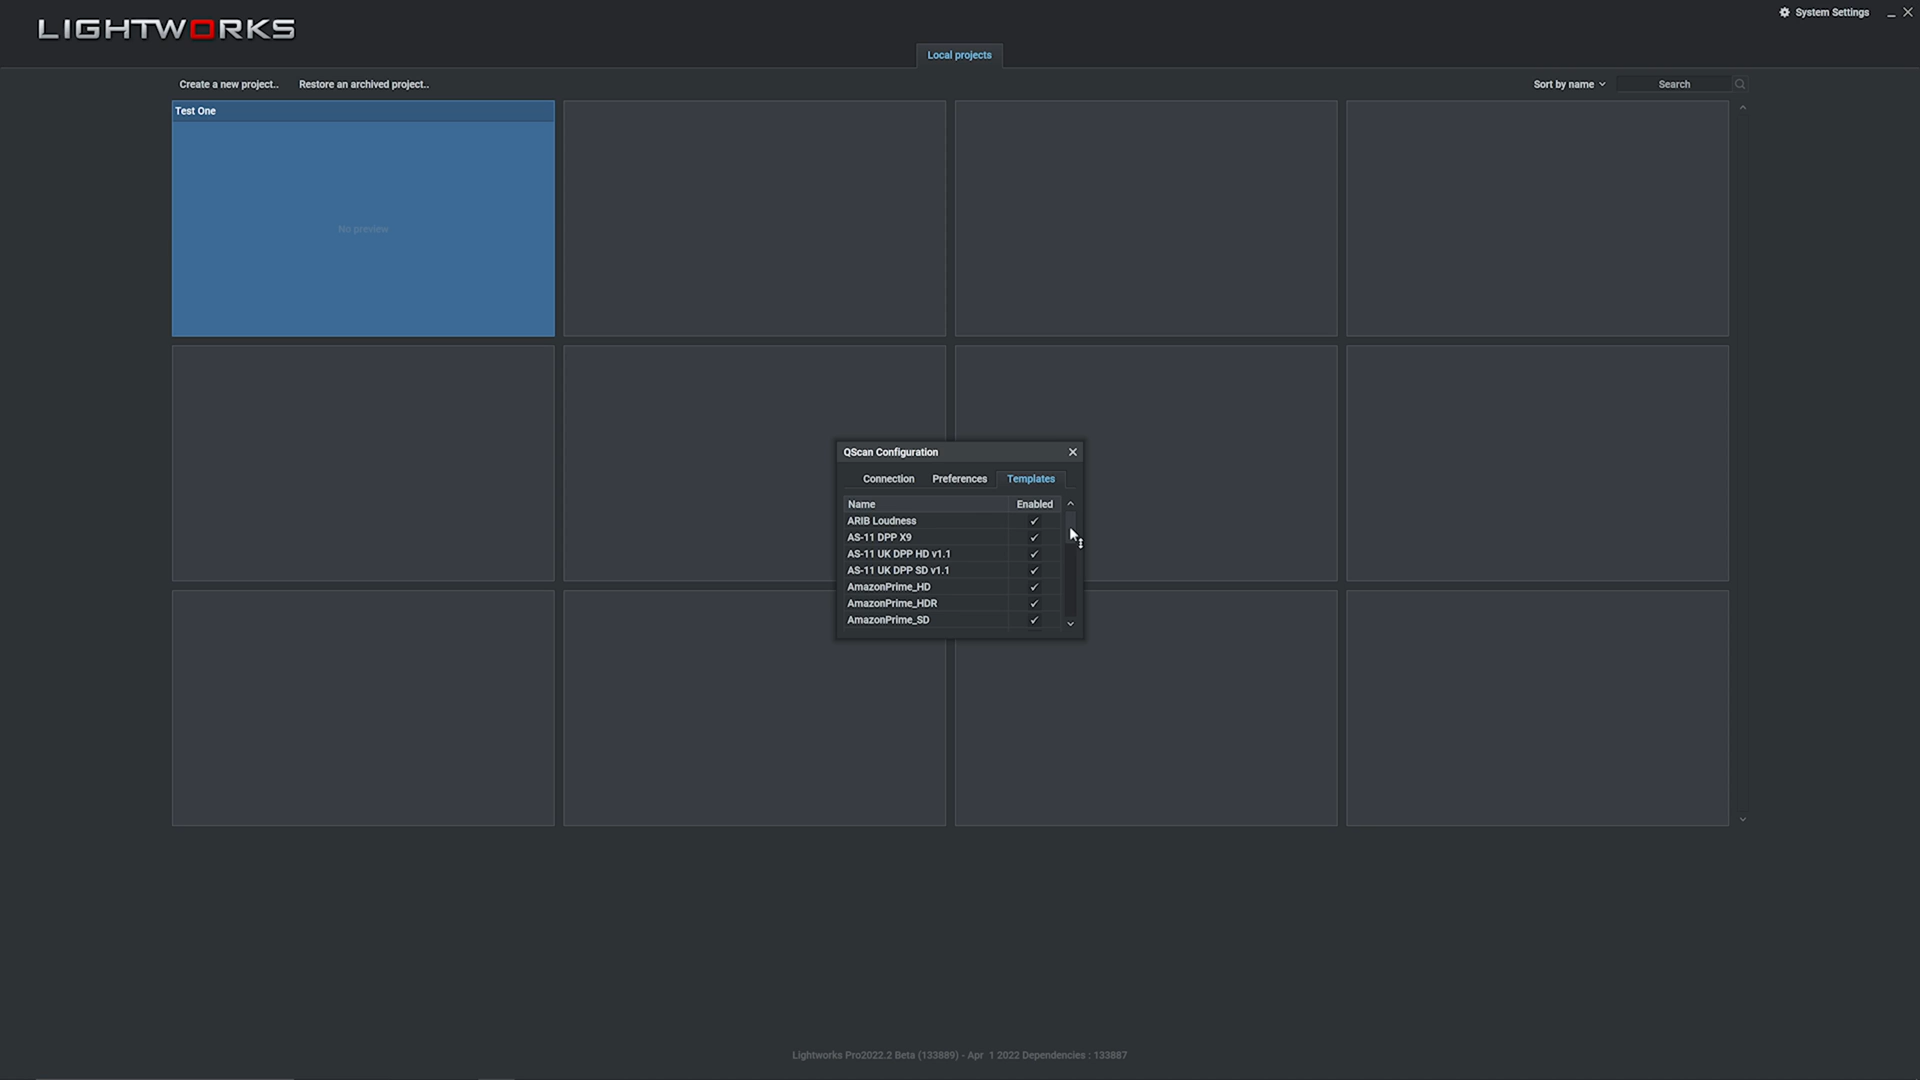 LIGHTWORKS
System Settings
Local projects
Create a new project..
Restore an archived project..
Sort by name
Search
Test One
No preview
QScan Configuration
Connection
Preferences
Templates
Name
Enabled
ARIB Loudness
AS-11 DPP X9
AS-11 UK DPP HD v1.1
AS-11 UK DPP SD v1.1
AmazonPrime_HD
AmazonPrime_HDR
AmazonPrime_SD
Lightworks Pro2022.2 Beta (133889) - Apr 1 2022 Dependencies : 133887